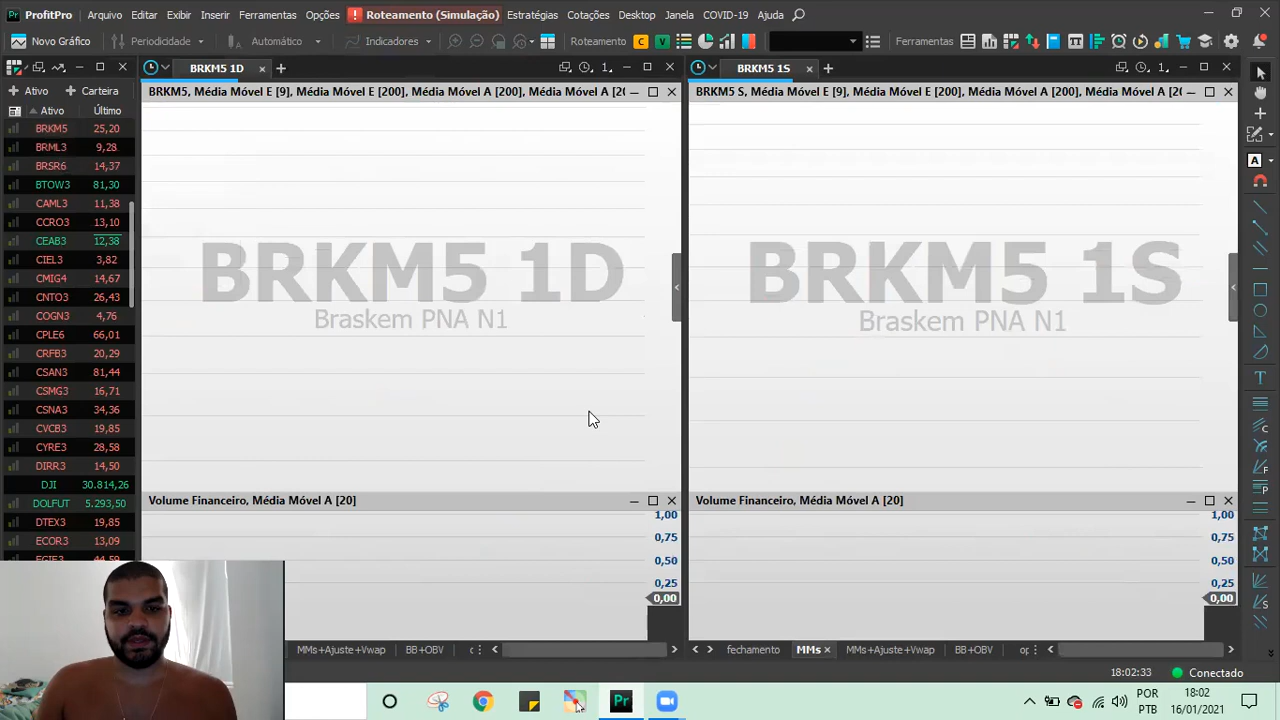 ProfitPro Arquivo Editar Exibir Inserir Ferramentas Opções ! Roteamento (Simulação) Estratégias Cotações Desktop Janela COVID-19 Ajuda
Novo Gráfico Periodicidade Automático Indicadores Roteamento C V Ferramentas
BRKM5 1D 1
BRKM5 1S 1
Ativo Carteira
Ativo Último
BRKM5 25,20
BRML3 9,28
BRSR6 14,37
BTOW3 81,30
CAML3 11,38
CCRO3 13,10
CEAB3 12,38
CIEL3 3,82
CMIG4 14,67
CNTO3 26,43
COGN3 4,76
CPLE6 66,01
CRFB3 20,29
CSAN3 81,44
CSMG3 16,71
CSNA3 34,36
CVCB3 19,85
CYRE3 28,58
DIRR3 14,50
DJI 30.814,26
DOLFUT 5.293,50
DTEX3 19,85
ECOR3 13,09
EGIE3 44,59
BRKM5, Média Móvel E [9], Média Móvel E [200], Média Móvel A [200], Média Móvel A [20
BRKM5 1D
Braskem PNA N1
Volume Financeiro, Média Móvel A [20]
1,00
0,75
0,50
0,25
0,00
MMs+Ajuste+Vwap BB+OBV
BRKM5 S, Média Móvel E [9], Média Móvel E [200], Média Móvel A [200], Média Móvel A [20
BRKM5 1S
Braskem PNA N1
Volume Financeiro, Média Móvel A [20]
1,00
0,75
0,50
0,25
0,00
fechamento MMs MMs+Ajuste+Vwap BB+OBV
A
T
C
F
P
S
18:02:33 Conectado
Pr
POR
PTB
18:02
16/01/2021